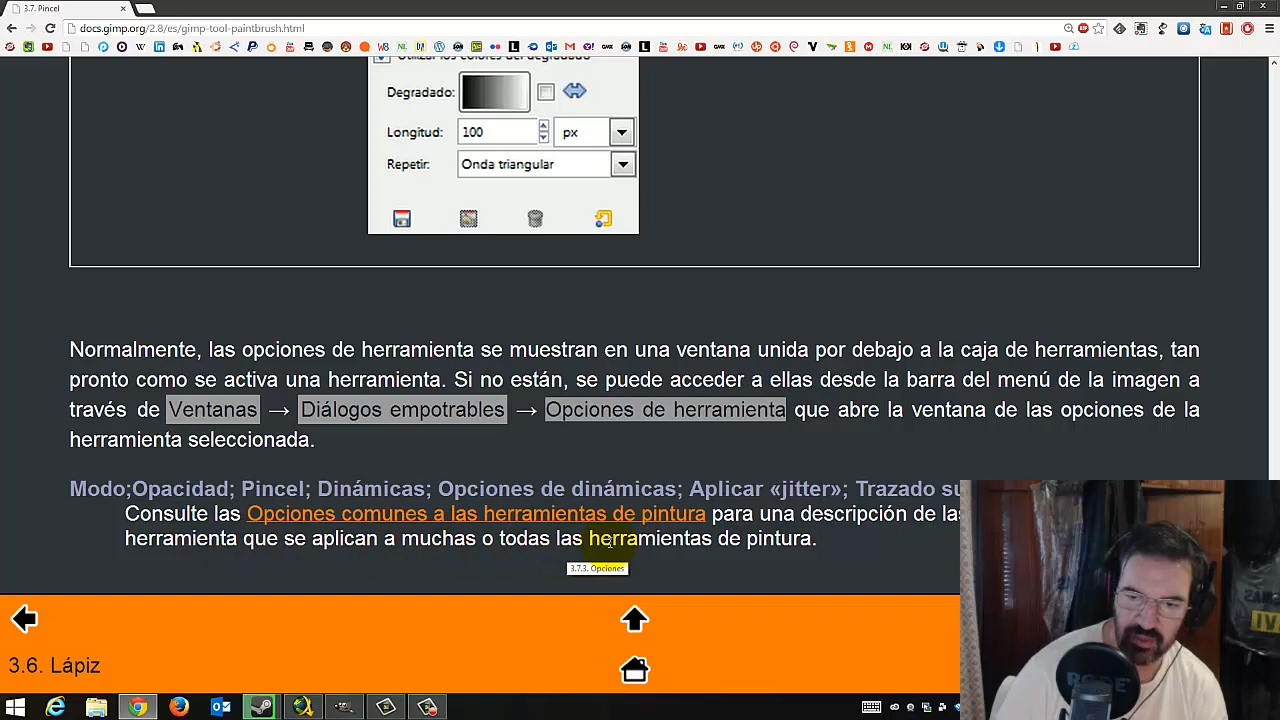 3.7. Pincel
docs.gimp.org/2.8/es/gimp-tool-paintbrush.html
Utilizar los colores del degradado
Degradado:
Longitud: 100 px
Repetir: Onda triangular
Normalmente, las opciones de herramienta se muestran en una ventana unida por debajo a la caja de herramientas, tan
pronto como se activa una herramienta. Si no están, se puede acceder a ellas desde la barra del menú de la imagen a
través de Ventanas → Diálogos empotrables → Opciones de herramienta que abre la ventana de las opciones de la
herramienta seleccionada.
Modo;Opacidad; Pincel; Dinámicas; Opciones de dinámicas; Aplicar «jitter»; Trazado su
Consulte las Opciones comunes a las herramientas de pintura para una descripción de las
herramienta que se aplican a muchas o todas las herramientas de pintura.
3.7.3. Opciones
3.6. Lápiz
RODE